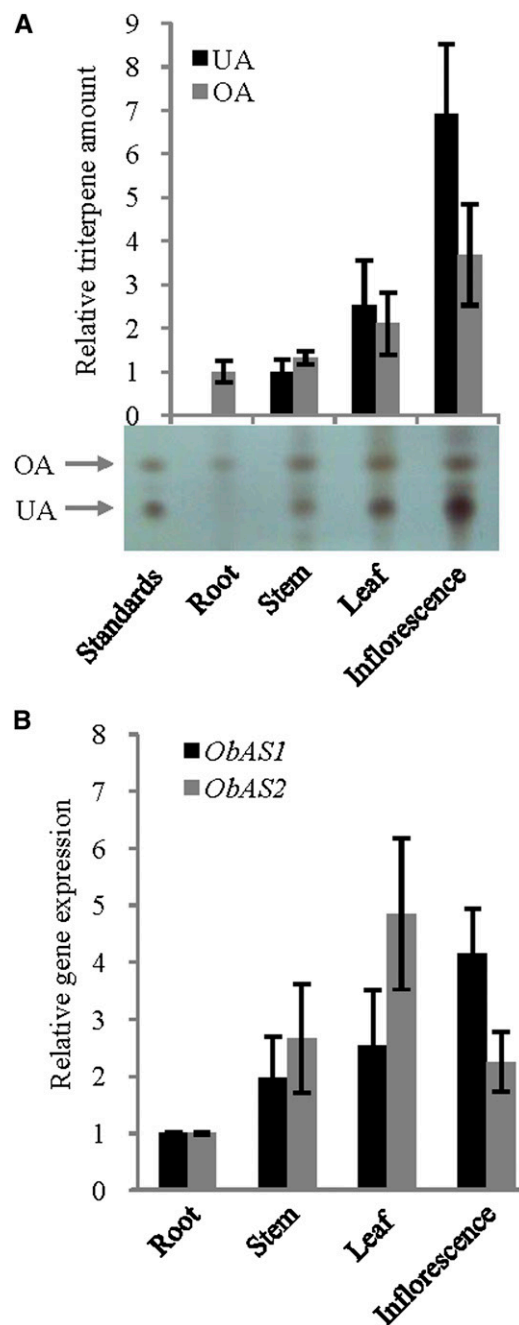 A
9
8
7
6
5
4
3
2
1
0
Relative triterpene amount
UA
OA
OA
UA
Standards
Root
Stem
Leaf
Inflorescence
B
8
7
6
5
4
3
2
1
0
Relative gene expression
ObAS1
ObAS2
Root
Stem
Leaf
Inflorescence